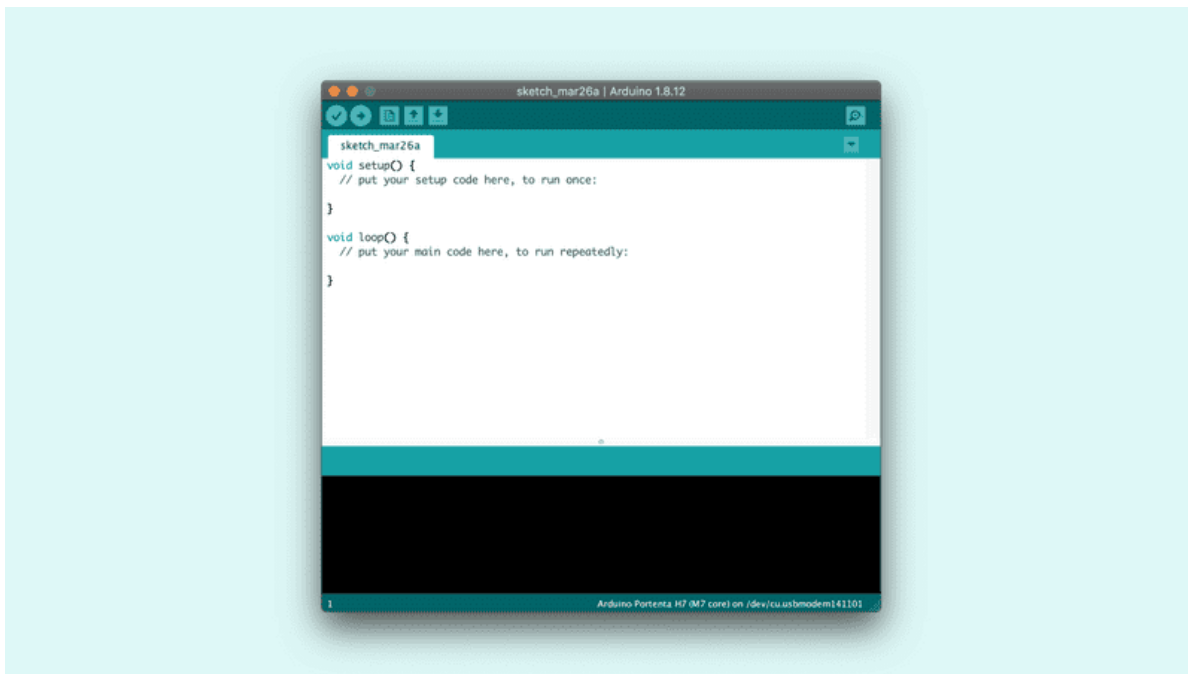 sketch_mar26a | Arduino 1.8.12
sketch_mar26a
void setup() {
  // put your setup code here, to run once:
}
void loop() {
  // put your main code here, to run repeatedly:
}
1
Arduino Portenta H7 (M7 core) on /dev/cu.usbmodem141101